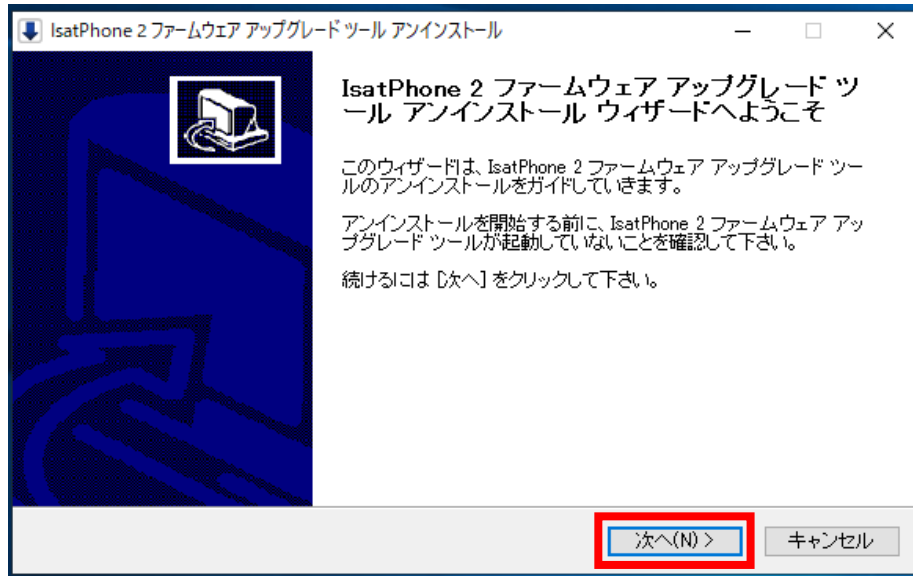 IsatPhone 2 ファームウェア アップグレード ツール アンインストール
IsatPhone 2 ファームウェア アップグレード ツ
ール アンインストール ウィザードへようこそ
このウィザードは、IsatPhone 2 ファームウェア アップグレード ツー
ルのアンインストールをガイドしていきます。
アンインストールを開始する前に、IsatPhone 2 ファームウェア アッ
プグレード ツールが起動していないことを確認して下さい。
続けるには [次へ] をクリックして下さい。
次へ(N) >
キャンセル